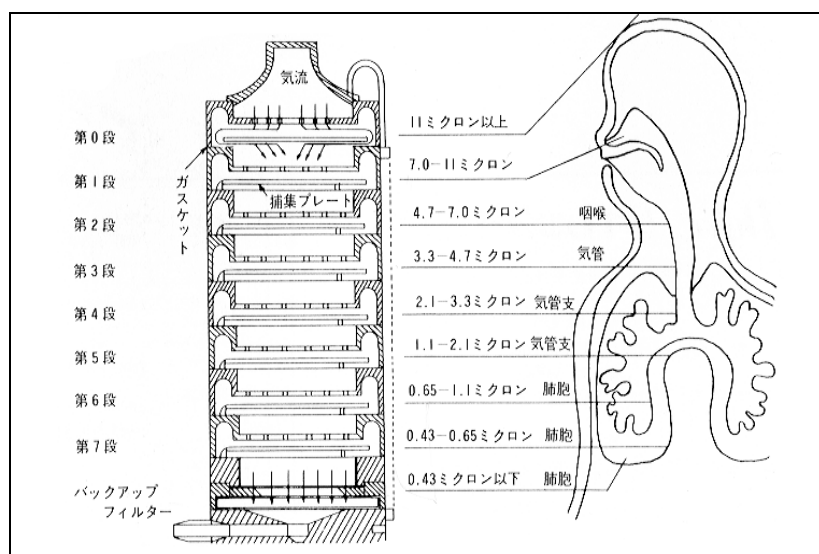 気流
第0段
第1段
第2段
第3段
第4段
第5段
第6段
第7段
バックアップ
フィルター
ガスケット
捕集プレート
11ミクロン以上
7.0-11ミクロン
4.7-7.0ミクロン 咽喉
3.3-4.7ミクロン 気管
2.1-3.3ミクロン 気管支
1.1-2.1ミクロン 気管支
0.65-1.1ミクロン 肺胞
0.43-0.65ミクロン 肺胞
0.43ミクロン以下 肺胞